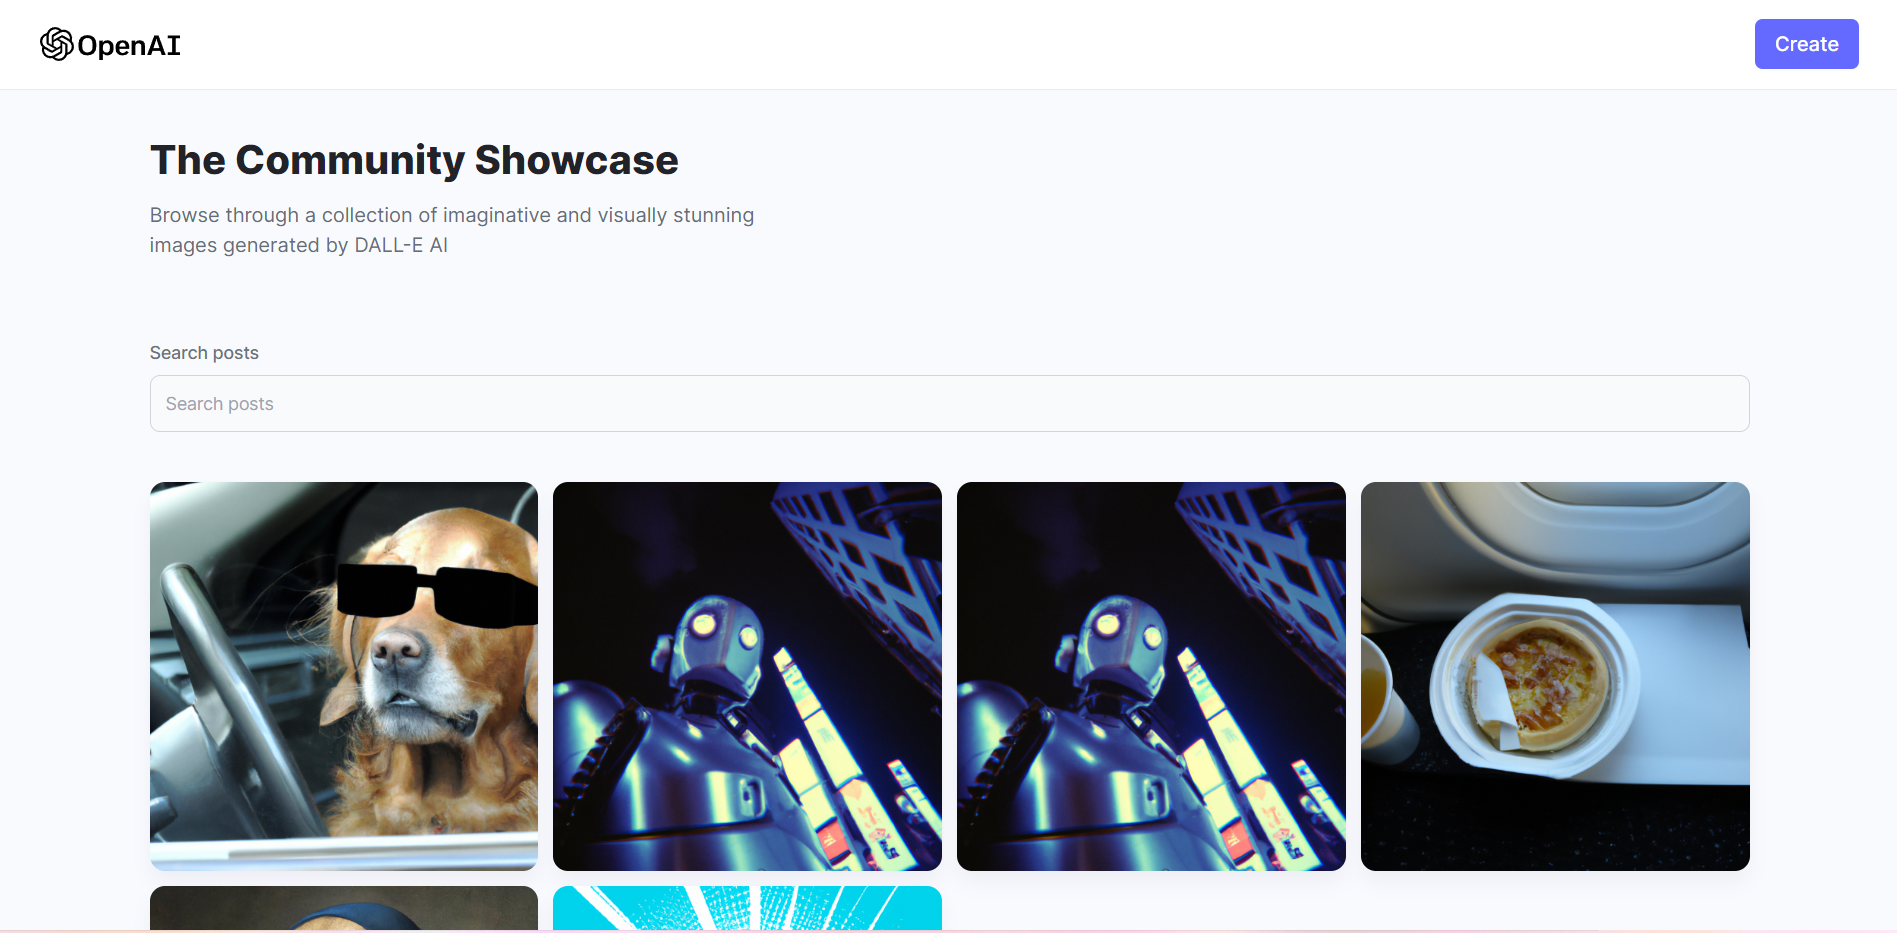 OpenAI
Create
The Community Showcase
Browse through a collection of imaginative and visually stunning
images generated by DALL-E AI
Search posts
Search posts